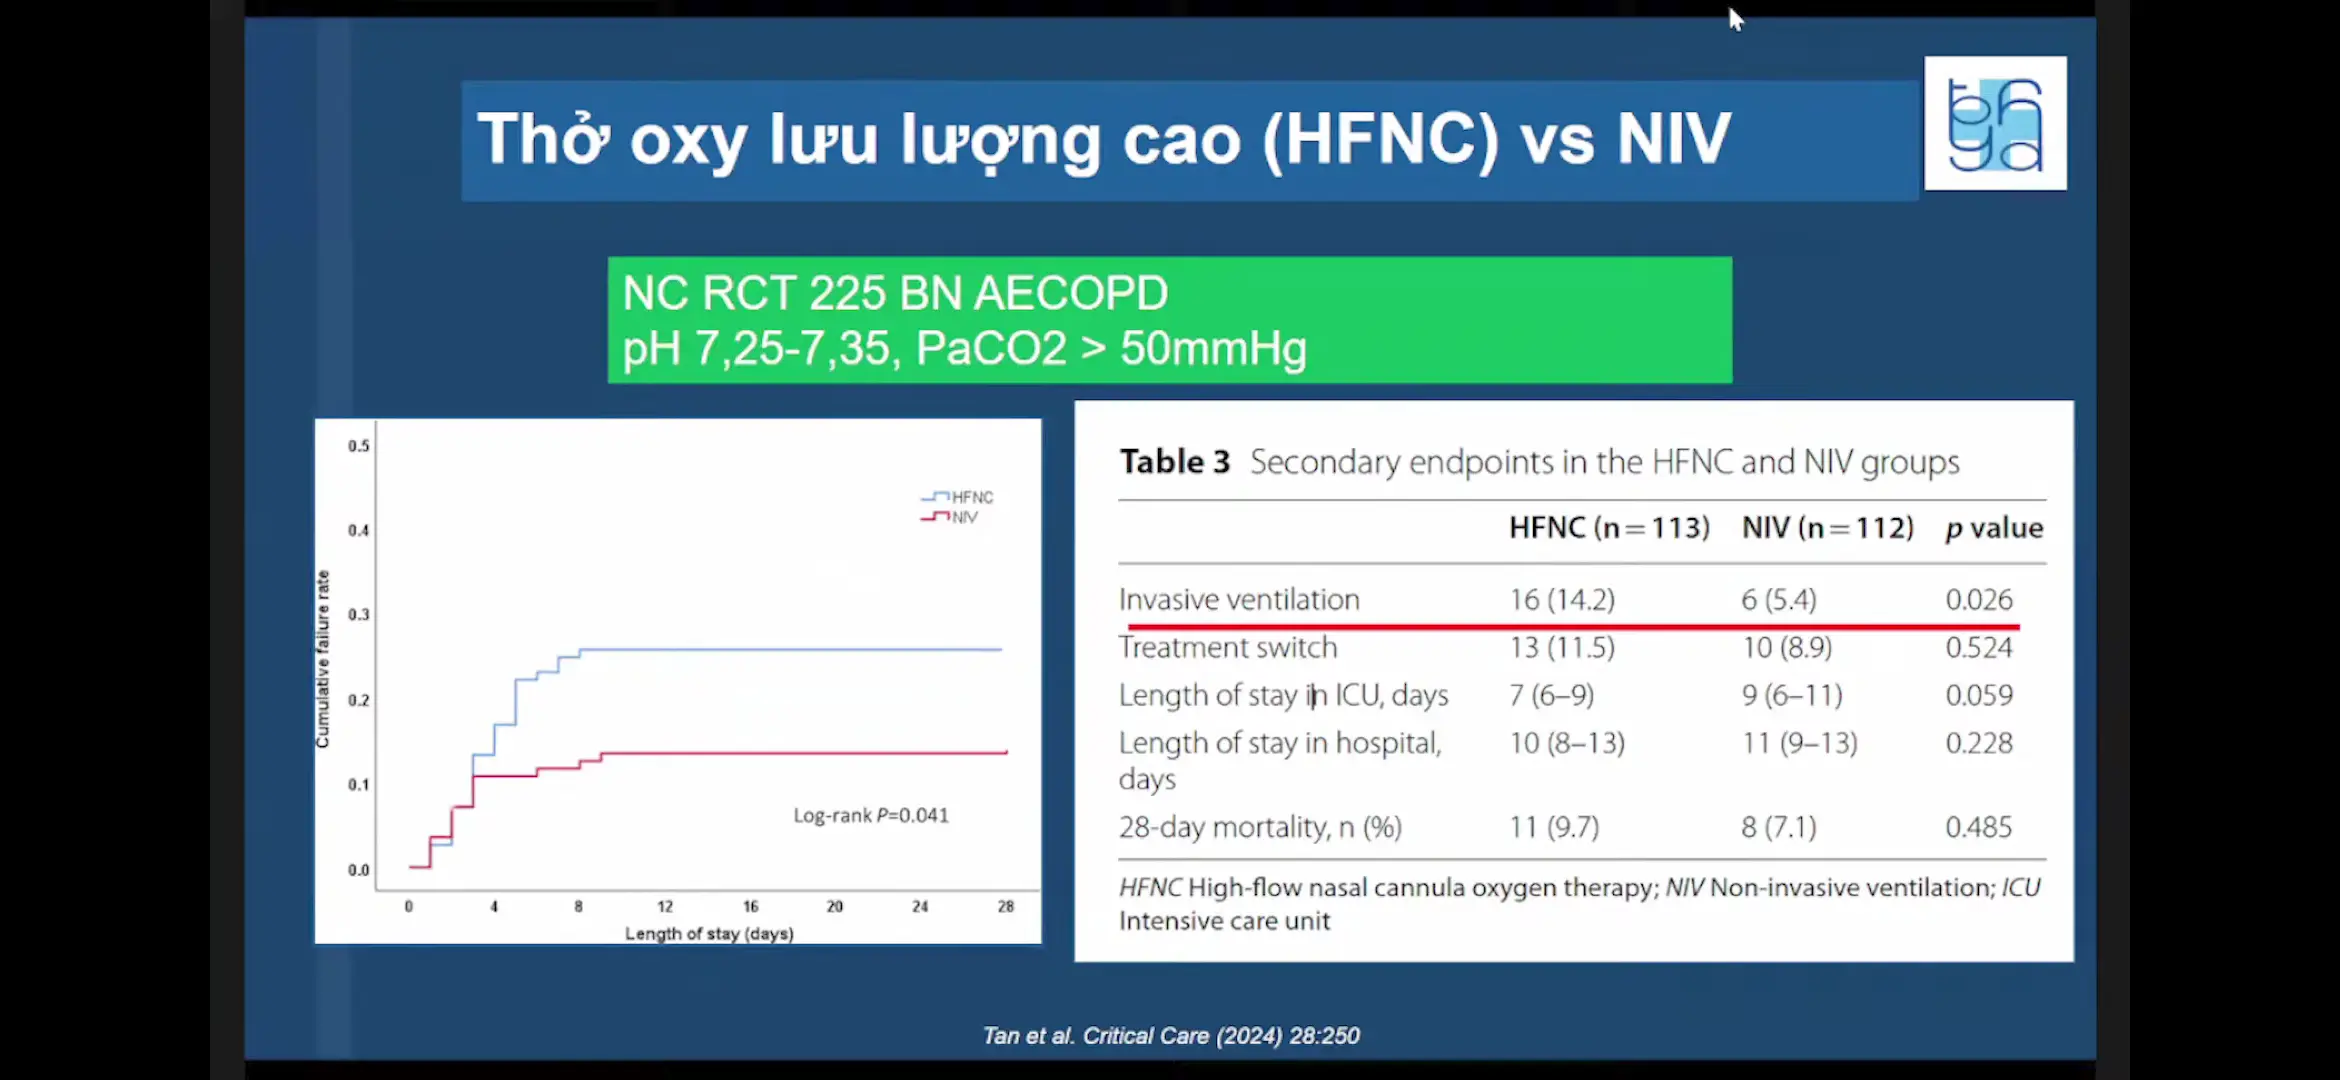 Thở oxy lưu lượng cao (HFNC) vs NIV
NC RCT 225 BN AECOPD
pH 7,25-7,35, PaCO2 > 50mmHg
0.5
0.4
0.3
0.2
0.1
0.0
Cumulative failure rate
HFNC
NIV
Log-rank P=0.041
0 4 8 12 16 20 24 28
Length of stay (days)
Table 3 Secondary endpoints in the HFNC and NIV groups
HFNC (n=113) NIV (n=112) p value
Invasive ventilation 16 (14.2) 6 (5.4) 0.026
Treatment switch 13 (11.5) 10 (8.9) 0.524
Length of stay in ICU, days 7 (6–9) 9 (6–11) 0.059
Length of stay in hospital, 10 (8–13) 11 (9–13) 0.228
days
28-day mortality, n (%) 11 (9.7) 8 (7.1) 0.485
HFNC High-flow nasal cannula oxygen therapy; NIV Non-invasive ventilation; ICU
Intensive care unit
Tan et al. Critical Care (2024) 28:250